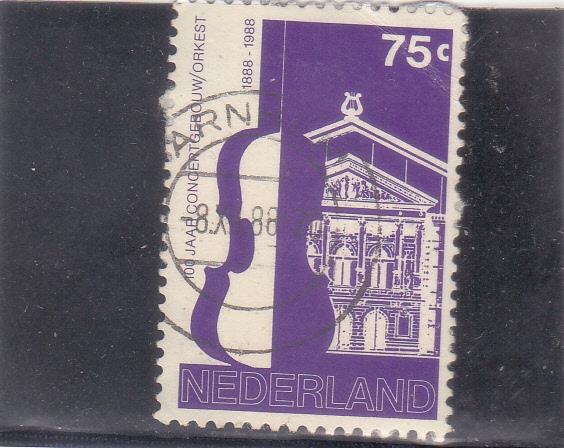 75c
100 JAAR CONCERTGEBOUW/ORKEST
1888 - 1988
NEDERLAND